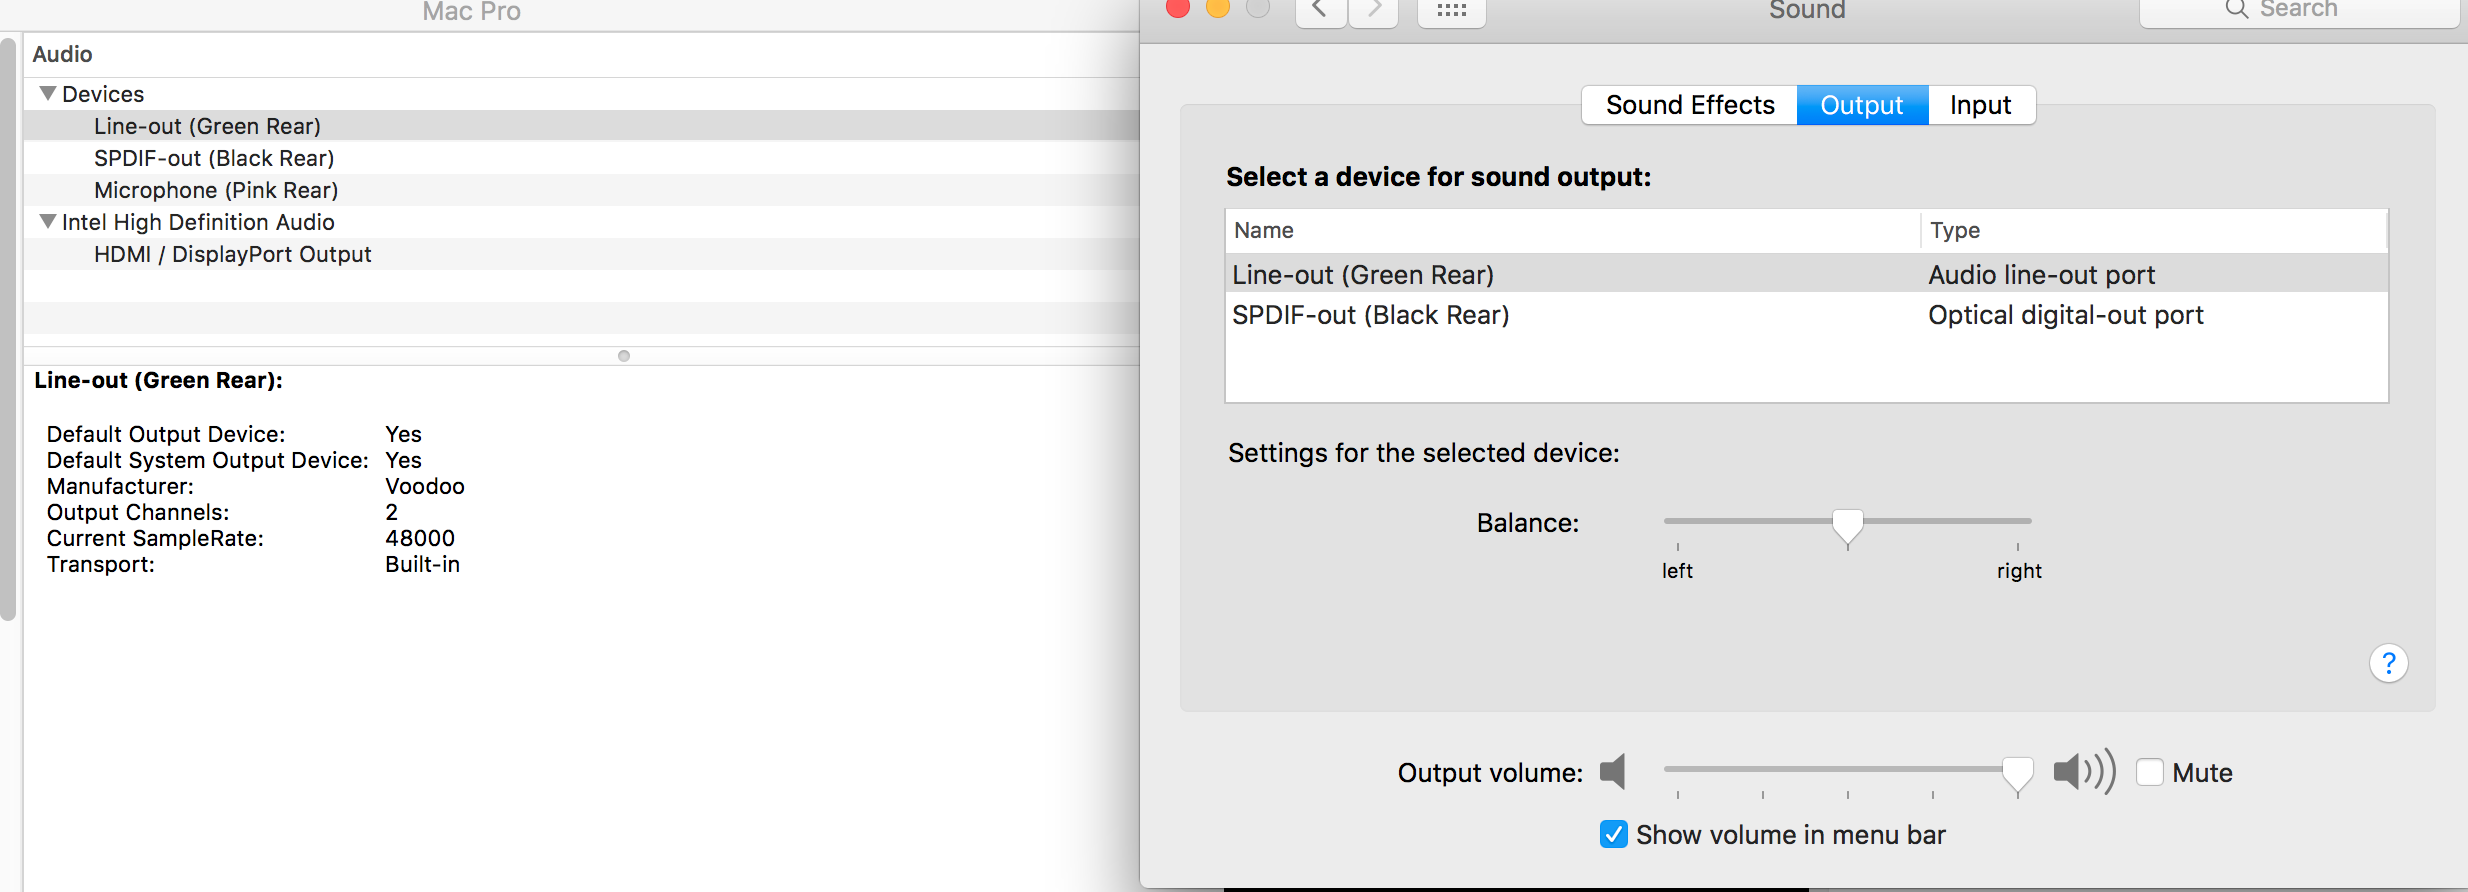 Mac Pro
Audio
Devices
Line-out (Green Rear)
SPDIF-out (Black Rear)
Microphone (Pink Rear)
Intel High Definition Audio
HDMI / DisplayPort Output
Line-out (Green Rear):
Default Output Device: Yes
Default System Output Device: Yes
Manufacturer: Voodoo
Output Channels: 2
Current SampleRate: 48000
Transport: Built-in
Sound
Search
Sound Effects Output Input
Select a device for sound output:
Name Type
Line-out (Green Rear) Audio line-out port
SPDIF-out (Black Rear) Optical digital-out port
Settings for the selected device:
Balance:
left right
?
Output volume: Mute
Show volume in menu bar